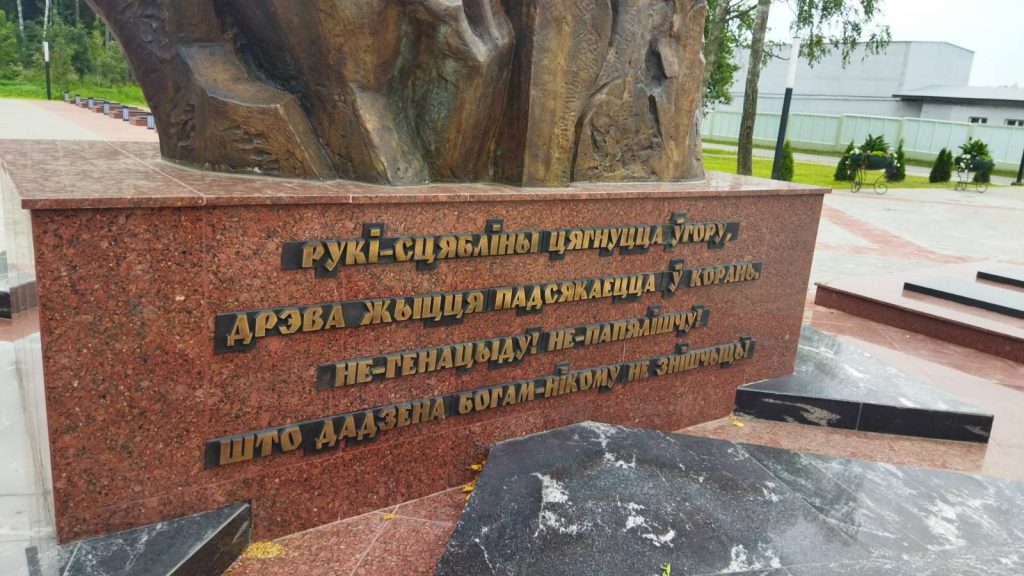 РУКІ-СЦЯБЛІНЫ ЦЯГНУЦЦА ЎГОРУ,
ДРЭВА ЖЫЦЦЯ ПАДСЯКАЕЦЦА Ў КОРАНЬ.
НЕ-ГЕНАЦЫДУ! НЕ-ПАПЯЛІШЧУ!
ШТО ДАДЗЕНА БОГАМ-НІКОМУ НЕ ЗНІШЧЫЦЬ!